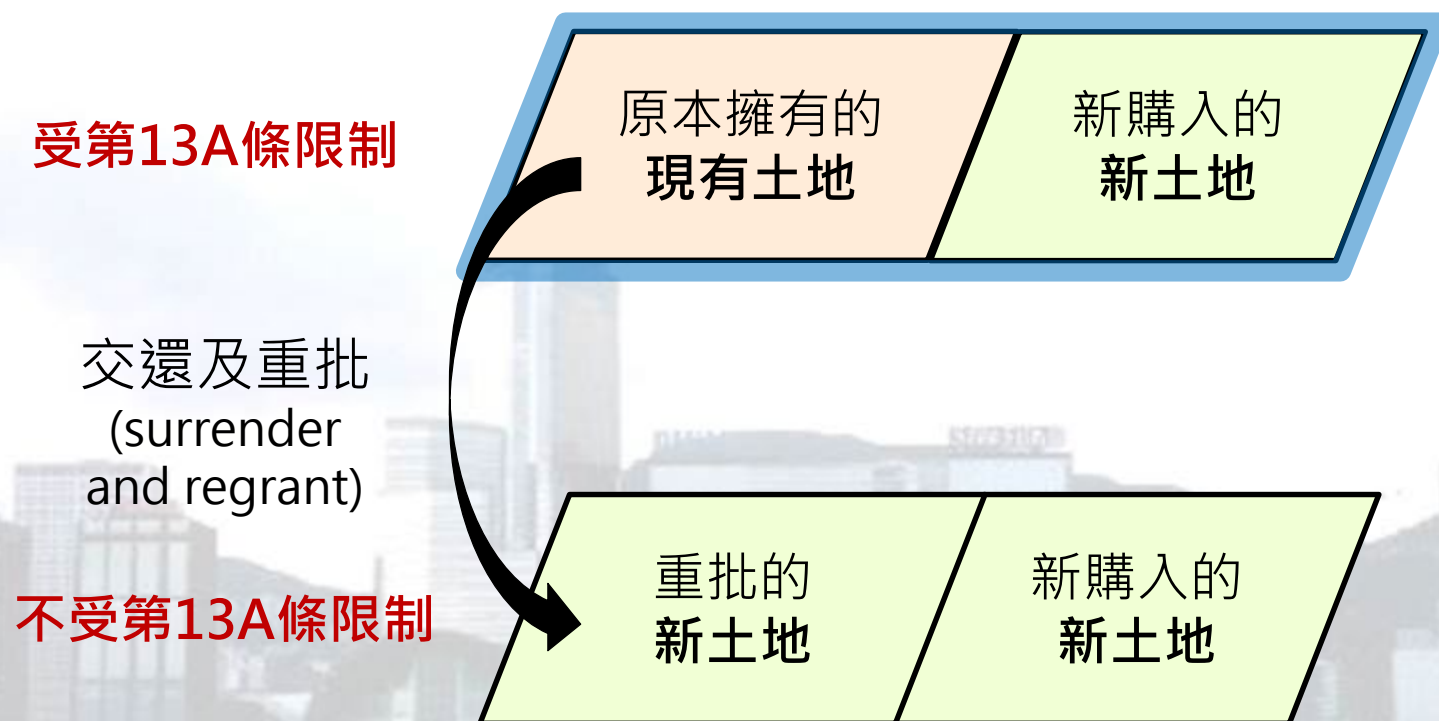 受第13A條限制
原本擁有的
現有土地
新購入的
新土地
交還及重批
(surrender
and regrant)
不受第13A條限制
重批的
新土地
新購入的
新土地